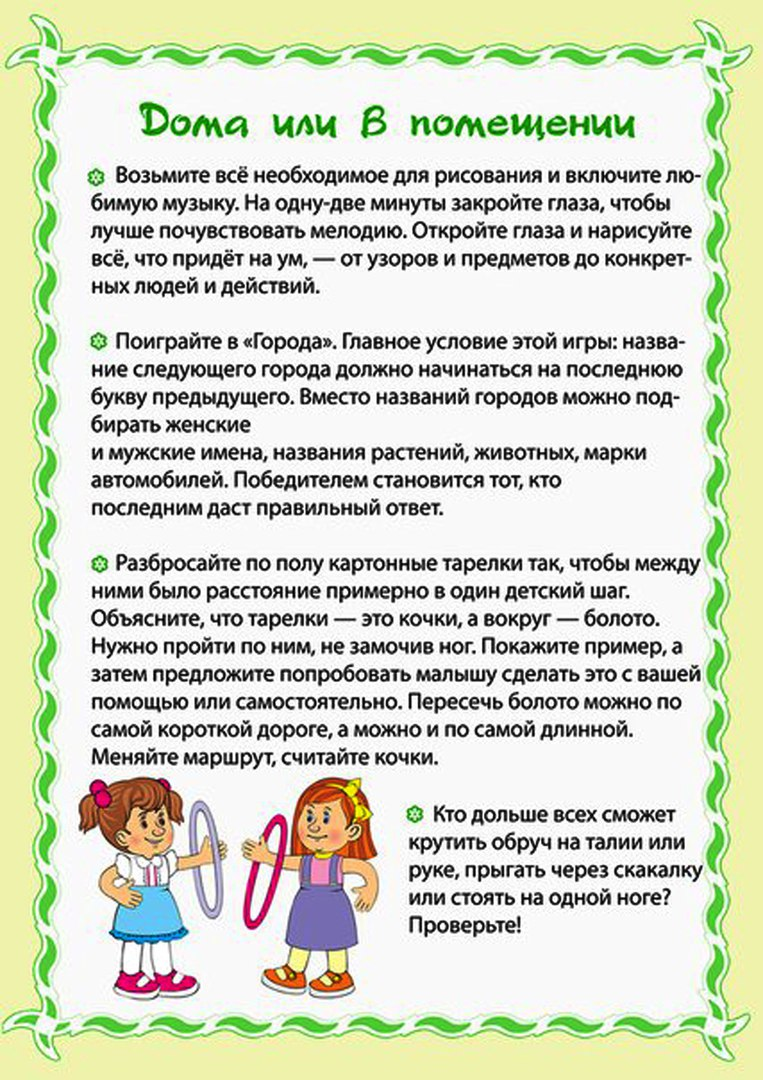 Дома или в помещении
Возьмите всё необходимое для рисования и включите лю-
бимую музыку. На одну-две минуты закройте глаза, чтобы
лучше почувствовать мелодию. Откройте глаза и нарисуйте
всё, что придёт на ум, — от узоров и предметов до конкрет-
ных людей и действий.
Поиграйте в «Города». Главное условие этой игры: назва-
ние следующего города должно начинаться на последнюю
букву предыдущего. Вместо названий городов можно под-
бирать женские
и мужские имена, названия растений, животных, марки
автомобилей. Победителем становится тот, кто
последним даст правильный ответ.
Разбросайте по полу картонные тарелки так, чтобы между
ними было расстояние примерно в один детский шаг.
Объясните, что тарелки — это кочки, а вокруг — болото.
Нужно пройти по ним, не замочив ног. Покажите пример, а
затем предложите попробовать малышу сделать это с вашей
помощью или самостоятельно. Пересечь болото можно по
самой короткой дороге, а можно и по самой длинной.
Меняйте маршрут, считайте кочки.
Кто дольше всех сможет
крутить обруч на талии или
руке, прыгать через скакалку
или стоять на одной ноге?
Проверьте!